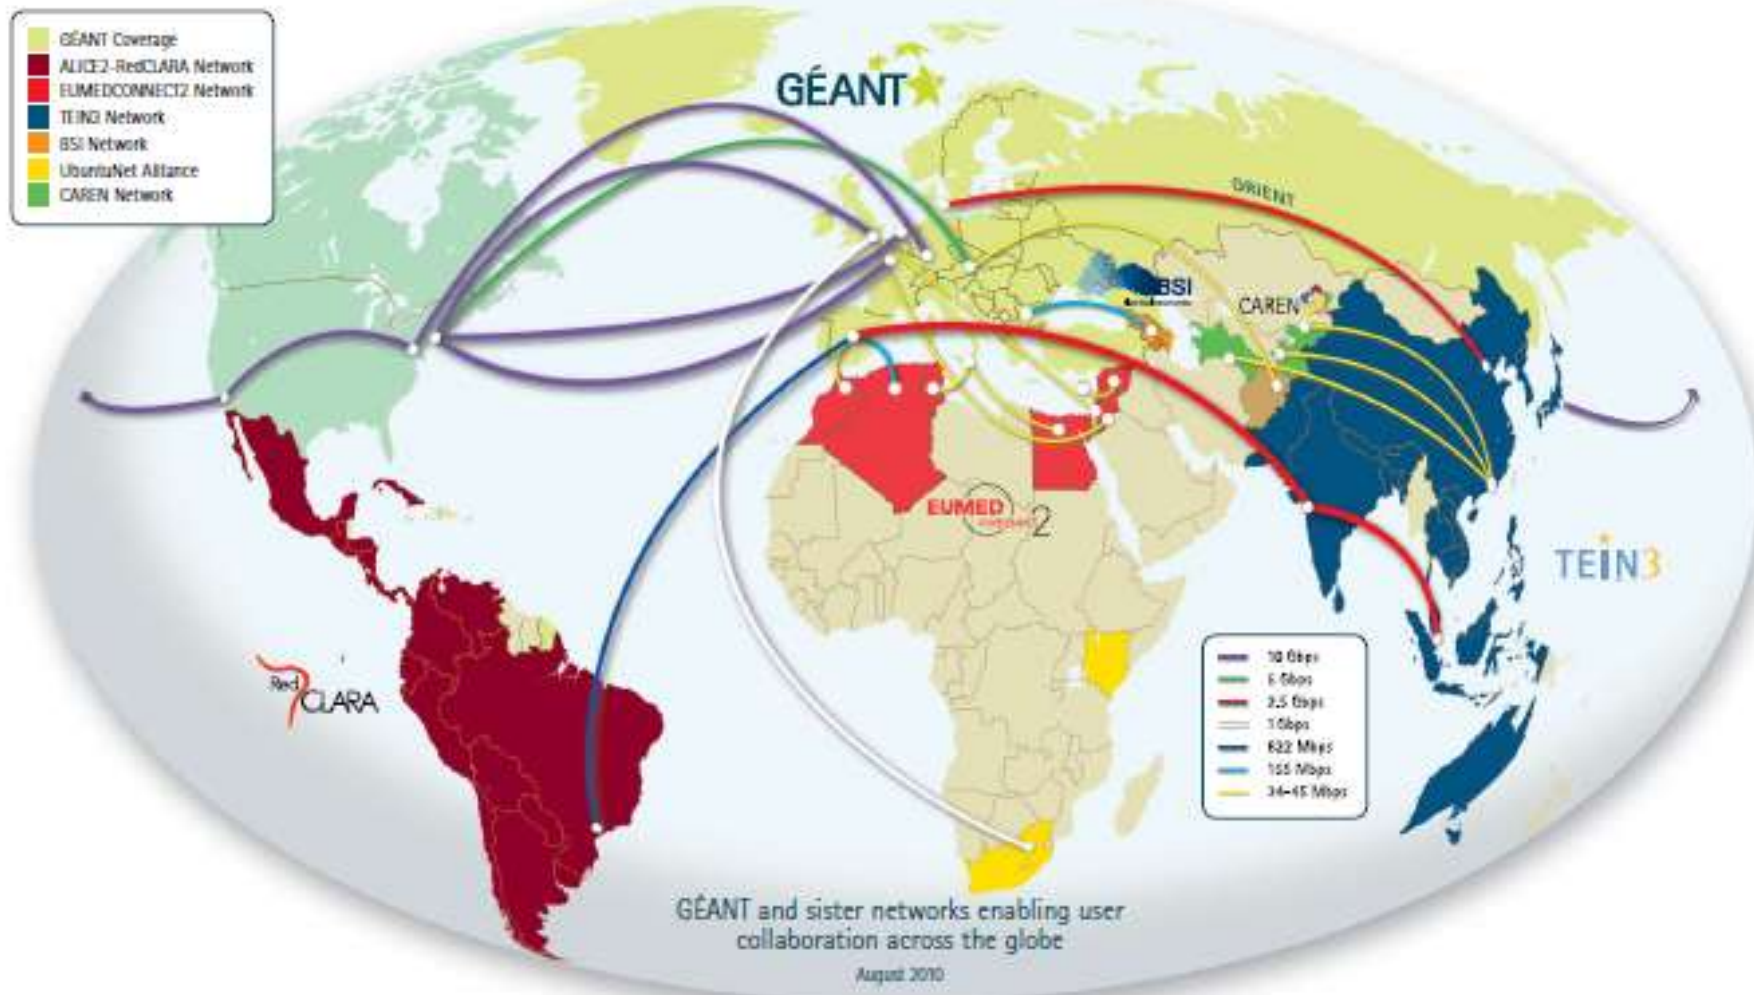 GÉANT Coverage
ALICE2-RedCLARA Network
EUMEDCONNECT2 Network
TEIN3 Network
BSI Network
UbuntuNet Alliance
CAREN Network
GÉANT
ORIENT
BSI
CAREN
EUMED
2
TEIN3
Red
CLARA
10 Gbps
5 Gbps
2.5 Gbps
1 Gbps
622 Mbps
155 Mbps
34-45 Mbps
GÉANT and sister networks enabling user
collaboration across the globe
August 2010